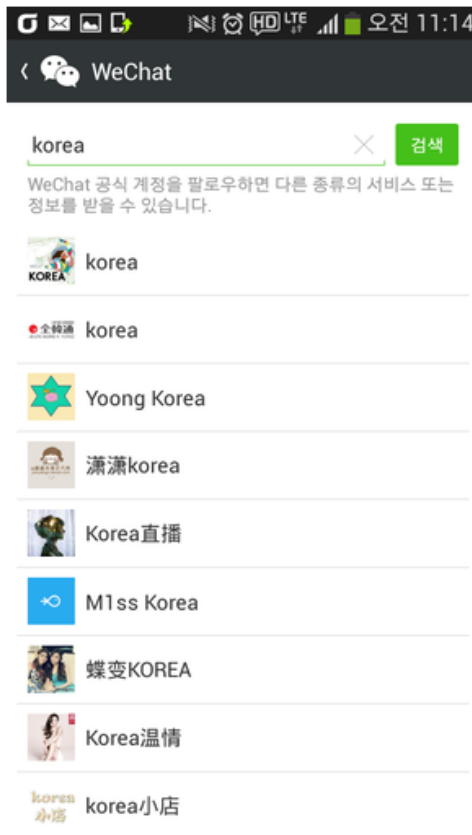 HD LTE 오전 11:14
WeChat
korea
검색
WeChat 공식 계정을 팔로우하면 다른 종류의 서비스 또는
정보를 받을 수 있습니다.
KOREA
korea
全韓通
korea
Yoong Korea
潇潇korea
Korea直播
M1ss Korea
蝶变KOREA
Korea温情
korea
小店
korea小店